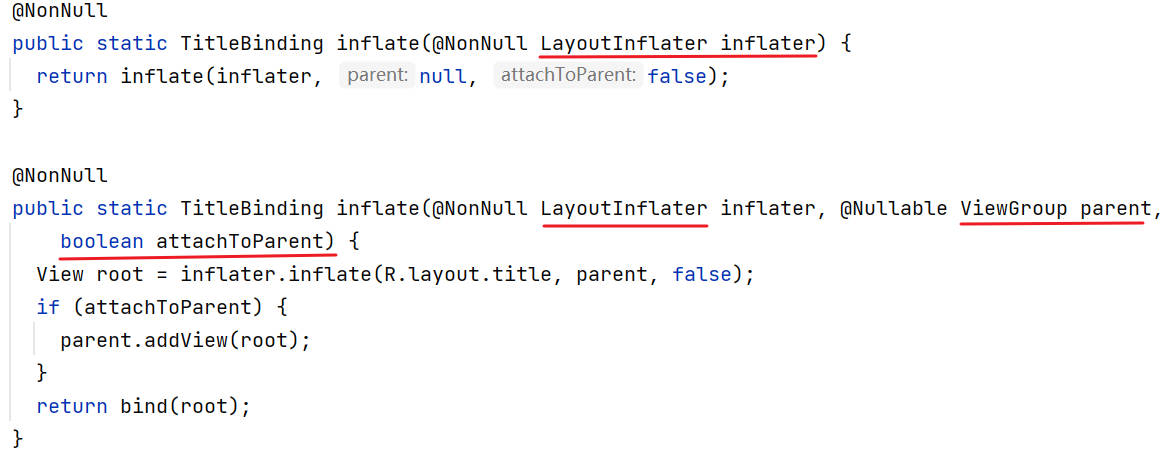 @NonNull
public static TitleBinding inflate(@NonNull LayoutInflater inflater) {
return inflate(inflater, parent: null, attachToParent: false);
}
@NonNull
public static TitleBinding inflate(@NonNull LayoutInflater inflater, @Nullable ViewGroup parent,
boolean attachToParent) {
View root = inflater.inflate(R.layout.title, parent, false);
if (attachToParent) {
parent.addView(root);
}
return bind(root);
}